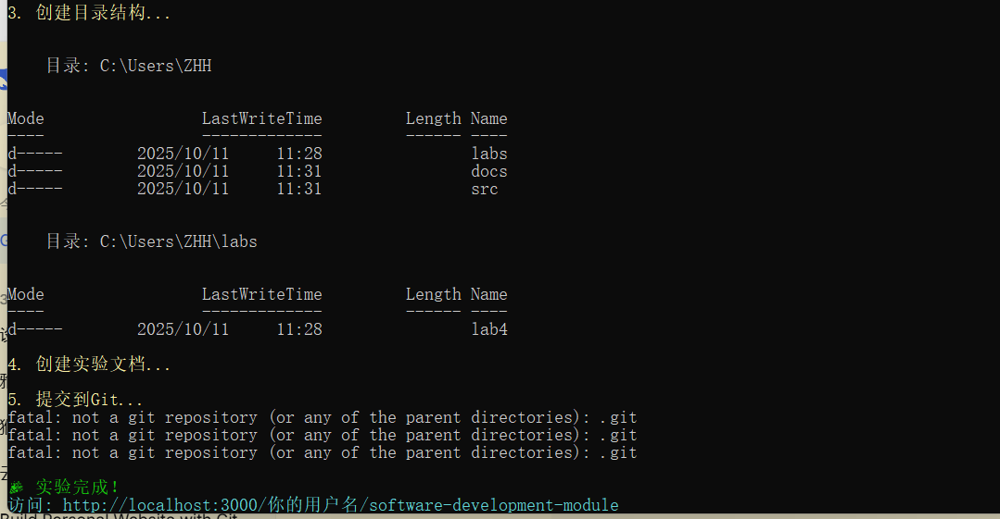 3. 创建目录结构...
目录: C:\Users\ZHH
Mode LastWriteTime Length Name
---- ------------- ------ ----
d----- 2025/10/11 11:28 labs
d----- 2025/10/11 11:31 docs
d----- 2025/10/11 11:31 src
目录: C:\Users\ZHH\labs
Mode LastWriteTime Length Name
---- ------------- ------ ----
d----- 2025/10/11 11:28 lab4
4. 创建实验文档...
5. 提交到Git...
fatal: not a git repository (or any of the parent directories): .git
fatal: not a git repository (or any of the parent directories): .git
fatal: not a git repository (or any of the parent directories): .git
实验完成!
访问: http://localhost:3000/你的用户名/software-development-module
Build Personal Website with Git